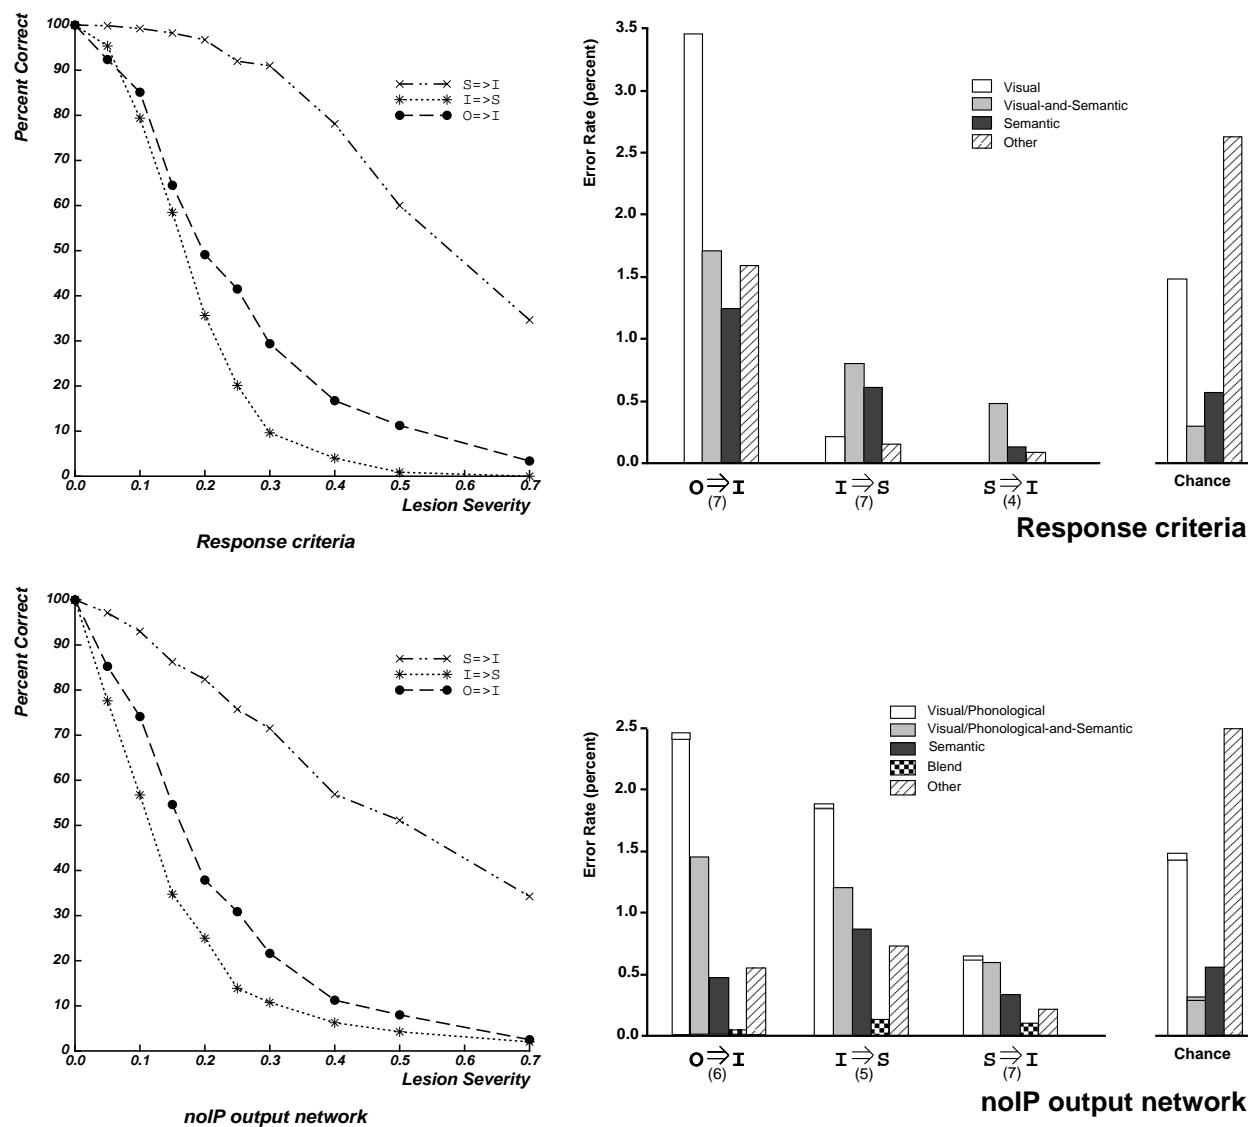 Percent Correct
100
90
80
70
60
50
40
30
20
10
0
S=>I
I=>S
O=>I
0.0 0.1 0.2 0.3 0.4 0.5 0.6 0.7
Lesion Severity
Response criteria
Error Rate (percent)
3.5
3.0
2.5
2.0
1.5
1.0
0.5
0.0
Visual
Visual-and-Semantic
Semantic
Other
O ⇒ I
(7)
I ⇒ S
(7)
S ⇒ I
(4)
Chance
Response criteria
Percent Correct
100
90
80
70
60
50
40
30
20
10
0
S=>I
I=>S
O=>I
0.0 0.1 0.2 0.3 0.4 0.5 0.6 0.7
Lesion Severity
noIP output network
Error Rate (percent)
2.5
2.0
1.5
1.0
0.5
0.0
Visual/Phonological
Visual/Phonological-and-Semantic
Semantic
Blend
Other
O ⇒ I
(6)
I ⇒ S
(5)
S ⇒ I
(7)
Chance
noIP output network